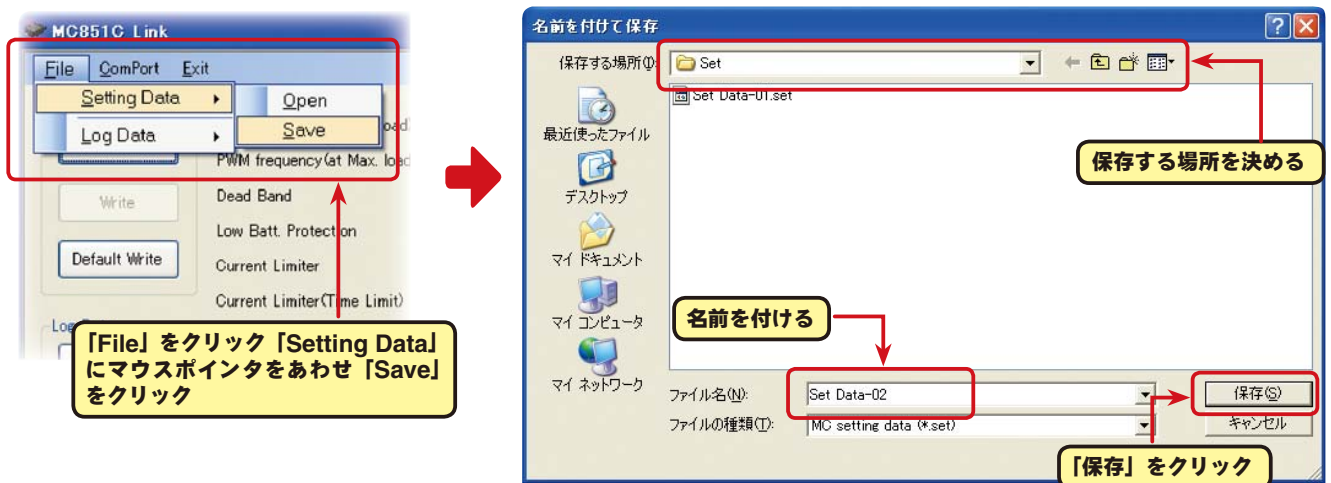 MC851C Link
File ComPort Exit
Setting Data
Log Data
Open
Save
oad
PWM frequency(at Max. load
Write
Dead Band
Low Batt. Protection
Default Write
Current Limiter
Current Limiter(Time Limit)
「File」をクリック「Setting Data」
にマウスポインタをあわせ「Save」
をクリック
名前を付けて保存
保存する場所(I):
Set
Set Data-01.set
最近使ったファイル
デスクトップ
マイ ドキュメント
マイ コンピュータ
マイ ネットワーク
保存する場所を決める
名前を付ける
ファイル名(N):
Set Data-02
保存(S)
ファイルの種類(T):
MC setting data (*.set)
キャンセル
「保存」をクリック